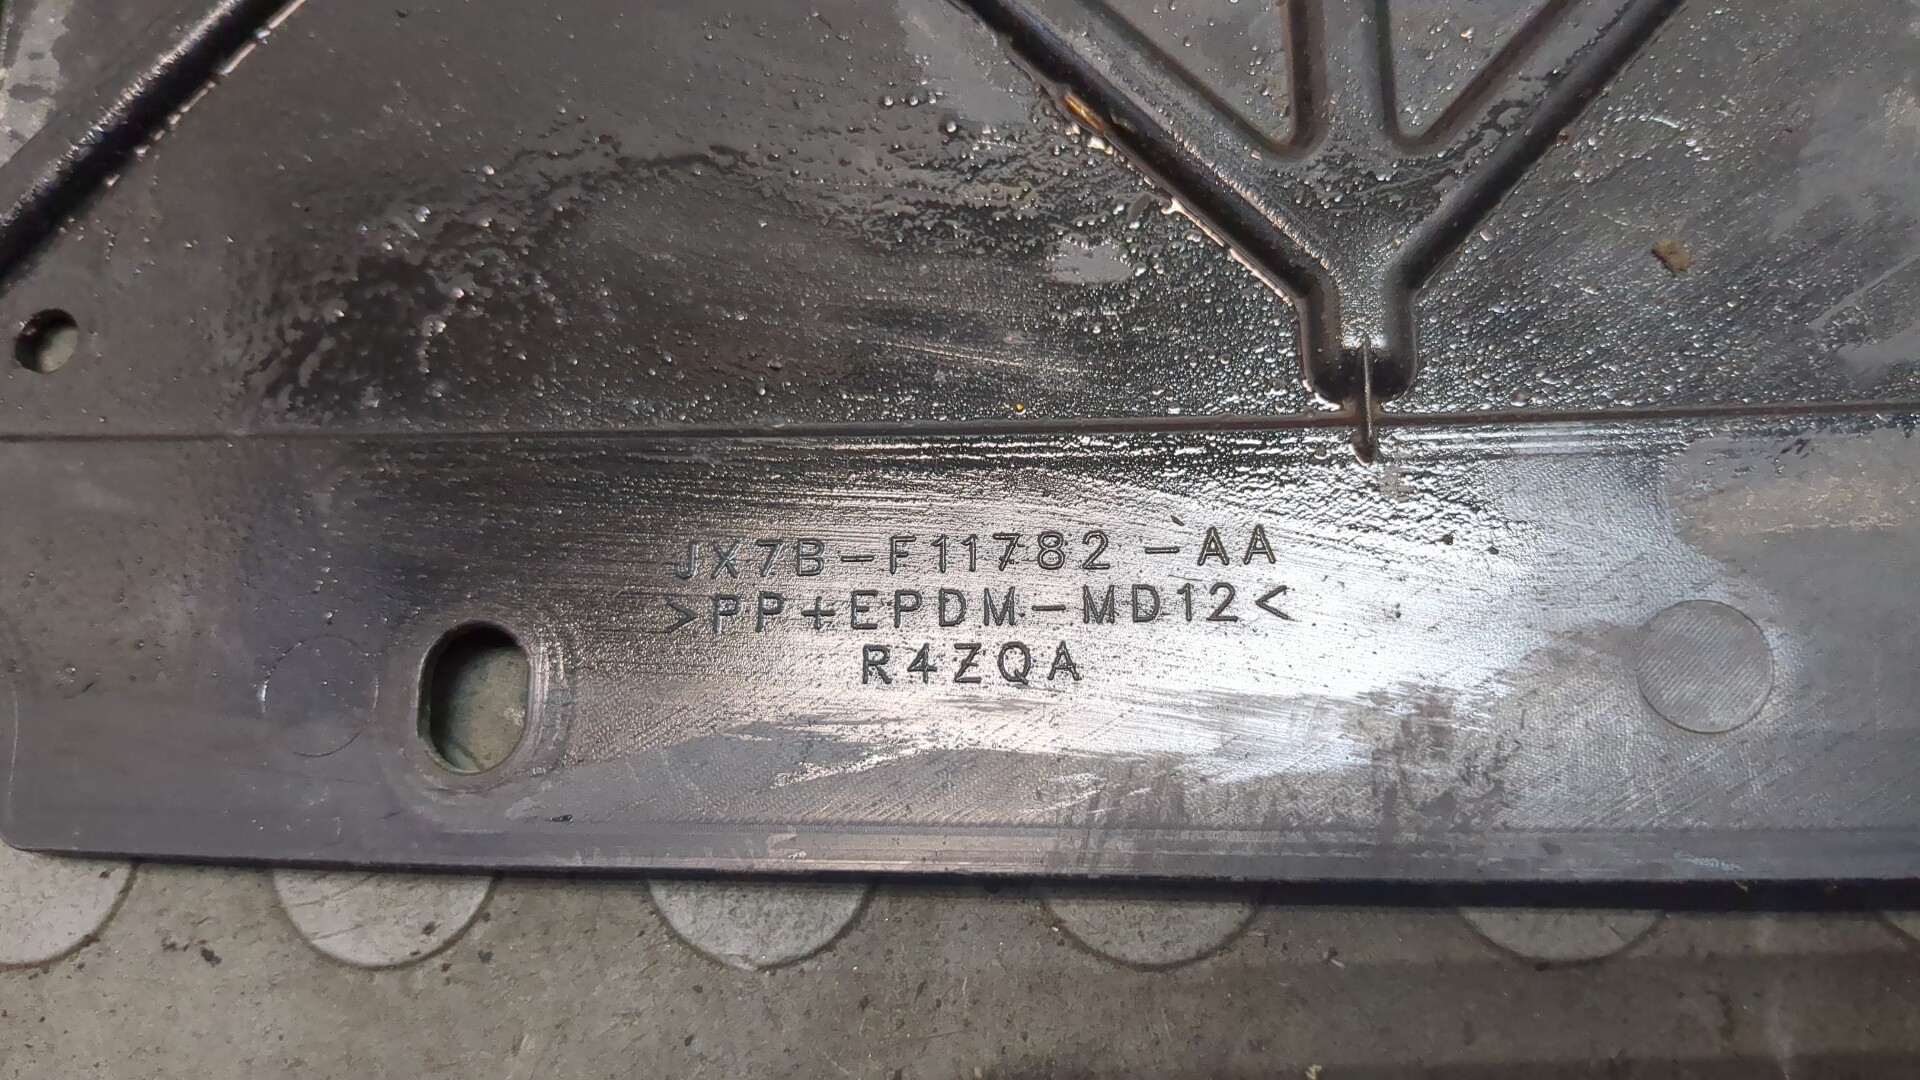 JX7B-F11782-AA
>PP+EPDM-MD12<
R4ZQA